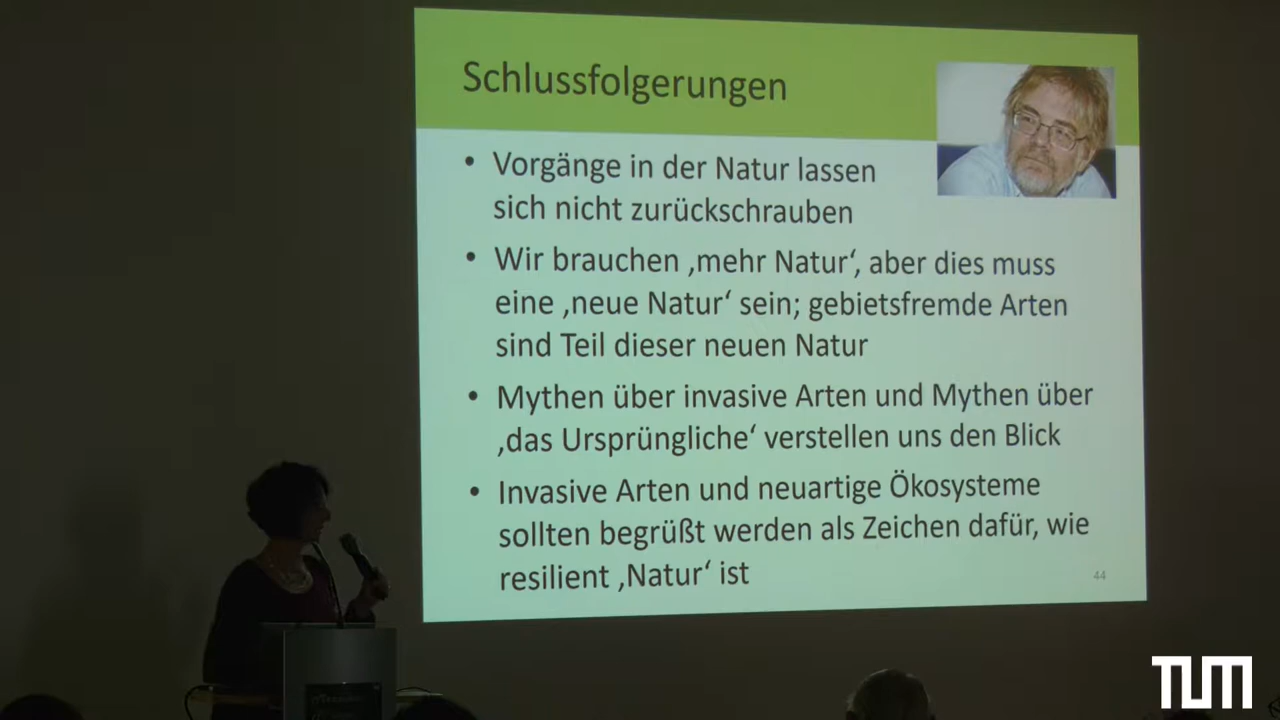 Schlussfolgerungen
• Vorgänge in der Natur lassen
sich nicht zurückschrauben
• Wir brauchen ‚mehr Natur‘, aber dies muss
eine ‚neue Natur‘ sein; gebietsfremde Arten
sind Teil dieser neuen Natur
• Mythen über invasive Arten und Mythen über
‚das Ursprüngliche‘ verstellen uns den Blick
• Invasive Arten und neuartige Ökosysteme
sollten begrüßt werden als Zeichen dafür, wie
resilient ‚Natur‘ ist
44
TUM